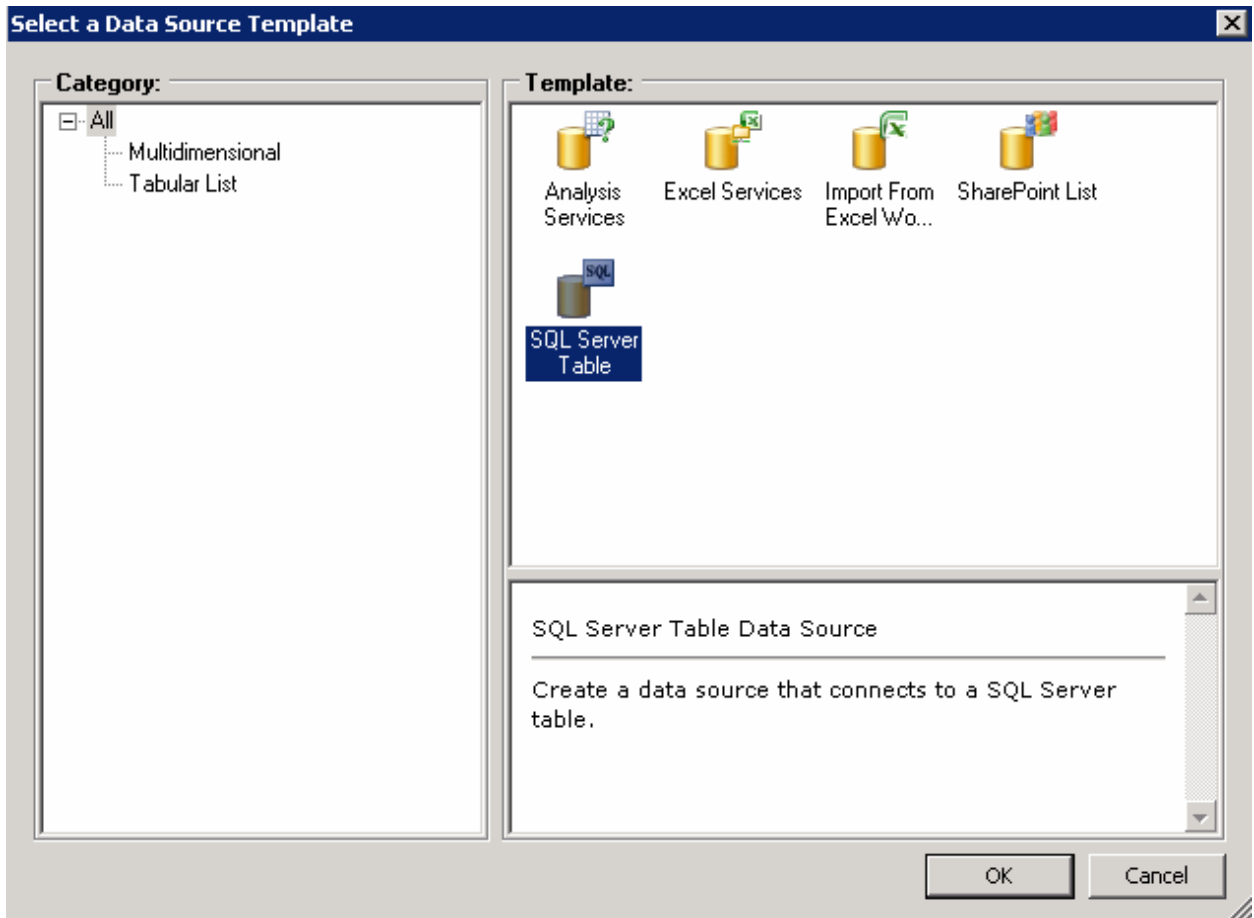 Select a Data Source Template
Category:
All
Multidimensional
Tabular List
Template:
Analysis
Services
Excel Services
Import From
Excel Wo...
SharePoint List
SQL
SQL Server
Table
SQL Server Table Data Source
Create a data source that connects to a SQL Server
table.
OK
Cancel